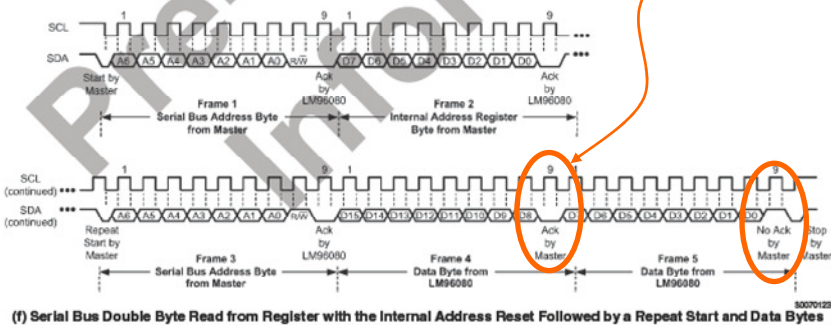 1 9 1 9
SCL
SDA
A6 A5 A4 A3 A2 A1 A0 R/W D7 D6 D5 D4 D3 D2 D1 D0
Start by
Master
Ack
by
LM96080
Ack
by
LM96080
Frame 1
Serial Bus Address Byte
from Master
Frame 2
Internal Address Register
Byte from Master
1 9 1 9 1 9
SCL
(continued)
SDA
(continued)
A6 A5 A4 A3 A2 A1 A0 R/W D15 D14 D13 D12 D11 D10 D9 D8 D7 D6 D5 D4 D3 D2 D1 D0
Repeat
Start by
Master
Ack
by
LM96080
Ack
by
Master
No Ack
by
Master
Stop
by
Master
Frame 3
Serial Bus Address Byte
from Master
Frame 4
Data Byte from
LM96080
Frame 5
Data Byte from
LM96080
30070123
(f) Serial Bus Double Byte Read from Register with the Internal Address Reset Followed by a Repeat Start and Data Bytes